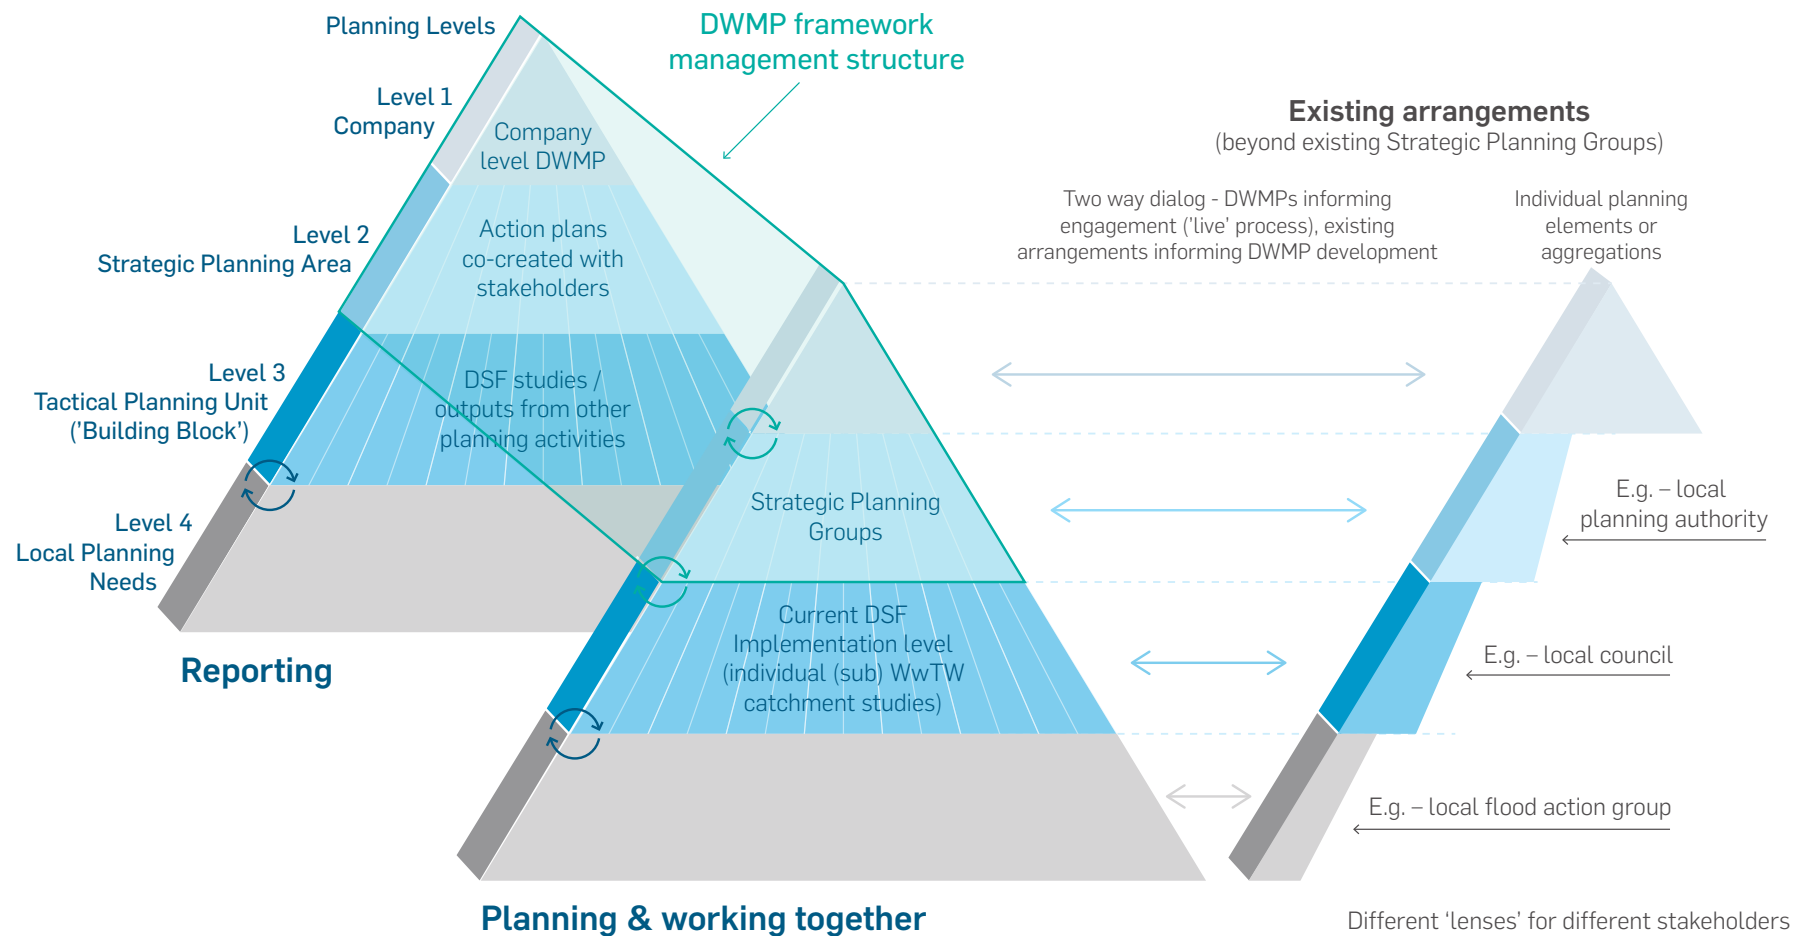 Planning Levels
Level 1
Company
Level 2
Strategic Planning Area
Level 3
Tactical Planning Unit
('Building Block')
Level 4
Local Planning
Needs
Company
level DWMP
Action plans
co-created with
stakeholders
DSF studies /
outputs from other
planning activities
Reporting
DWMP framework
management structure
Strategic Planning
Groups
Current DSF
Implementation level
(individual (sub) WwTW
catchment studies)
Planning & working together
Existing arrangements
(beyond existing Strategic Planning Groups)
Two way dialog - DWMPs informing
engagement ('live' process), existing
arrangements informing DWMP development
Individual planning
elements or
aggregations
E.g. – local
planning authority
E.g. – local council
E.g. – local flood action group
Different ‘lenses’ for different stakeholders